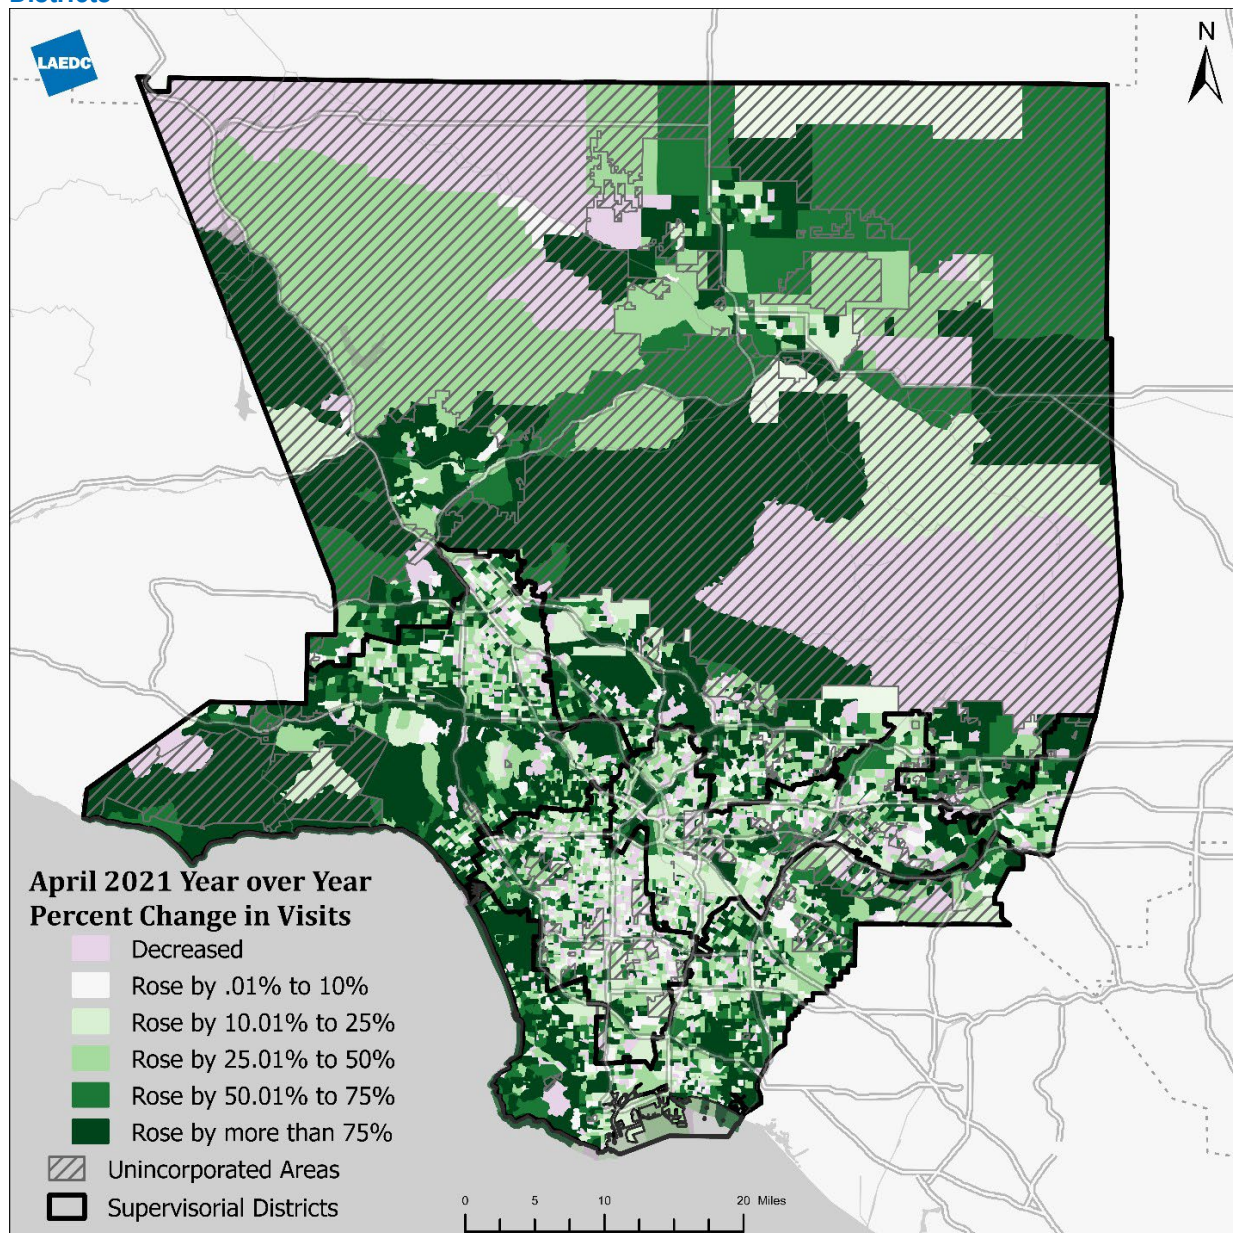 Districts
LAEDC
N
April 2021 Year over Year
Percent Change in Visits
Decreased
Rose by .01% to 10%
Rose by 10.01% to 25%
Rose by 25.01% to 50%
Rose by 50.01% to 75%
Rose by more than 75%
Unincorporated Areas
Supervisorial Districts
0 5 10 20 Miles